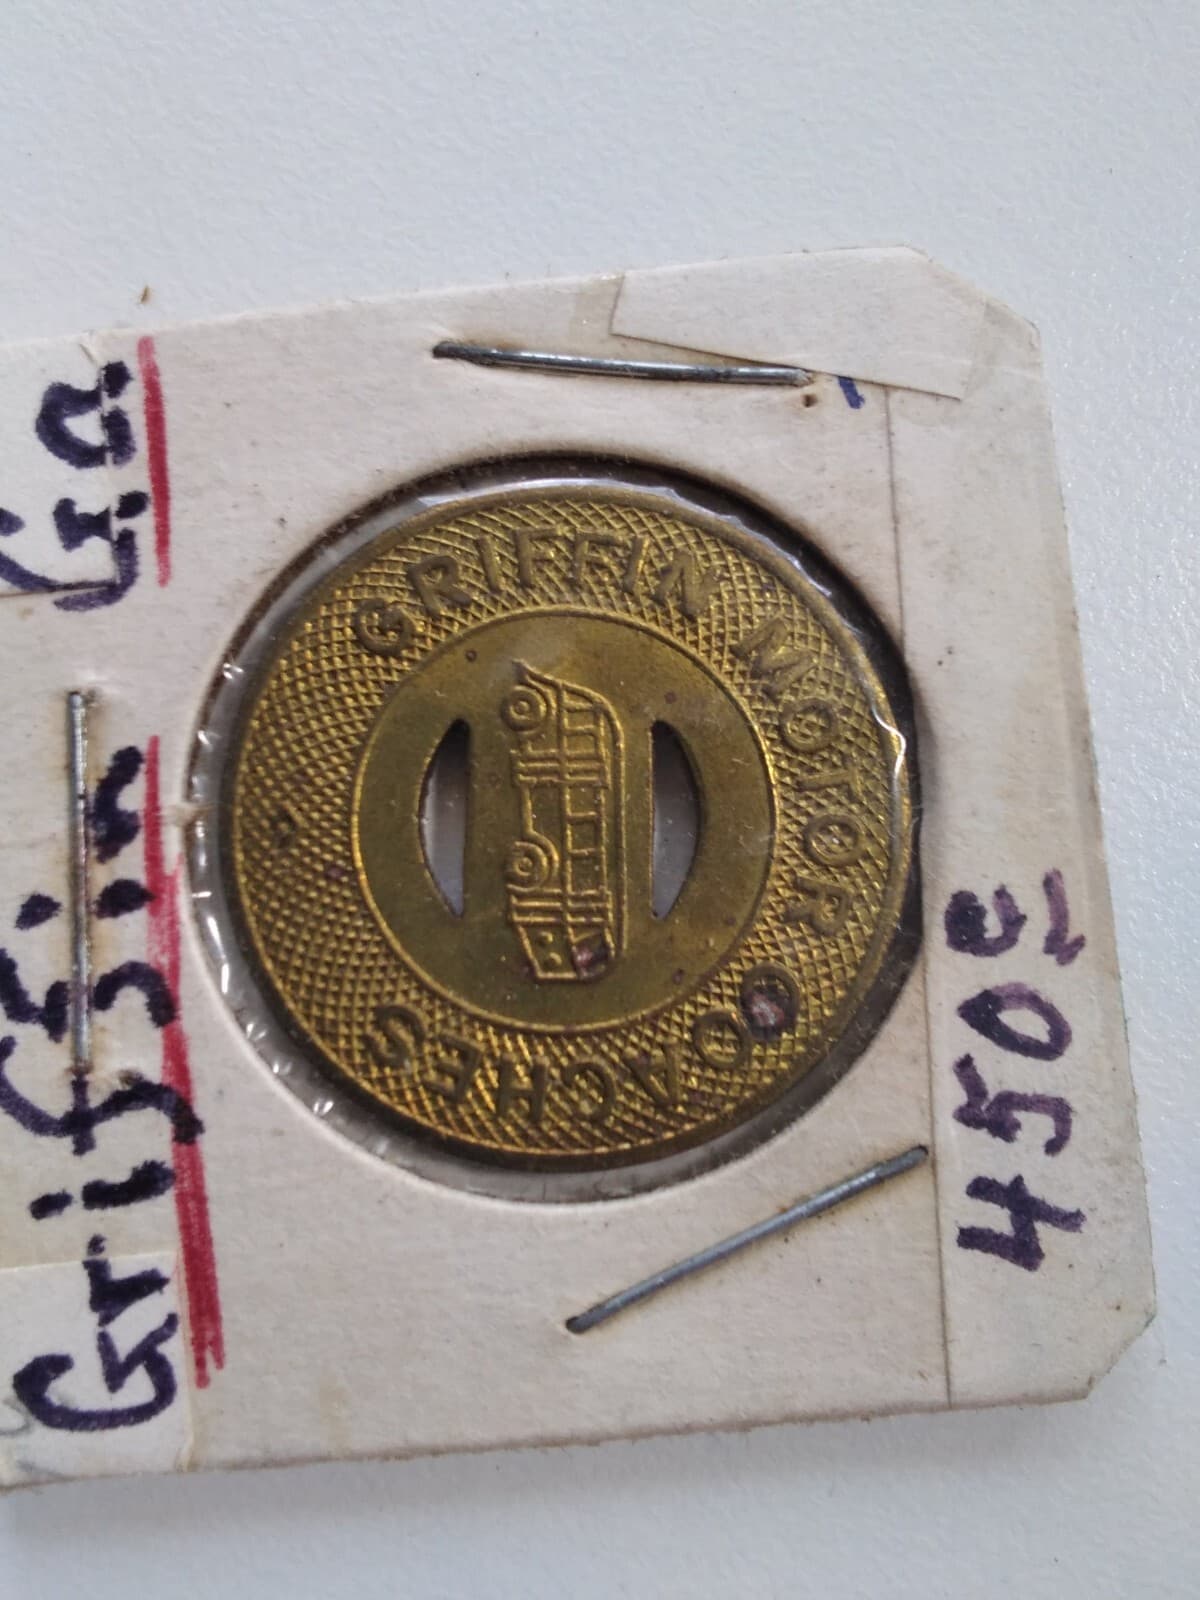 Griffin Ga
GRIFFIN MOTOR COACHES
450E